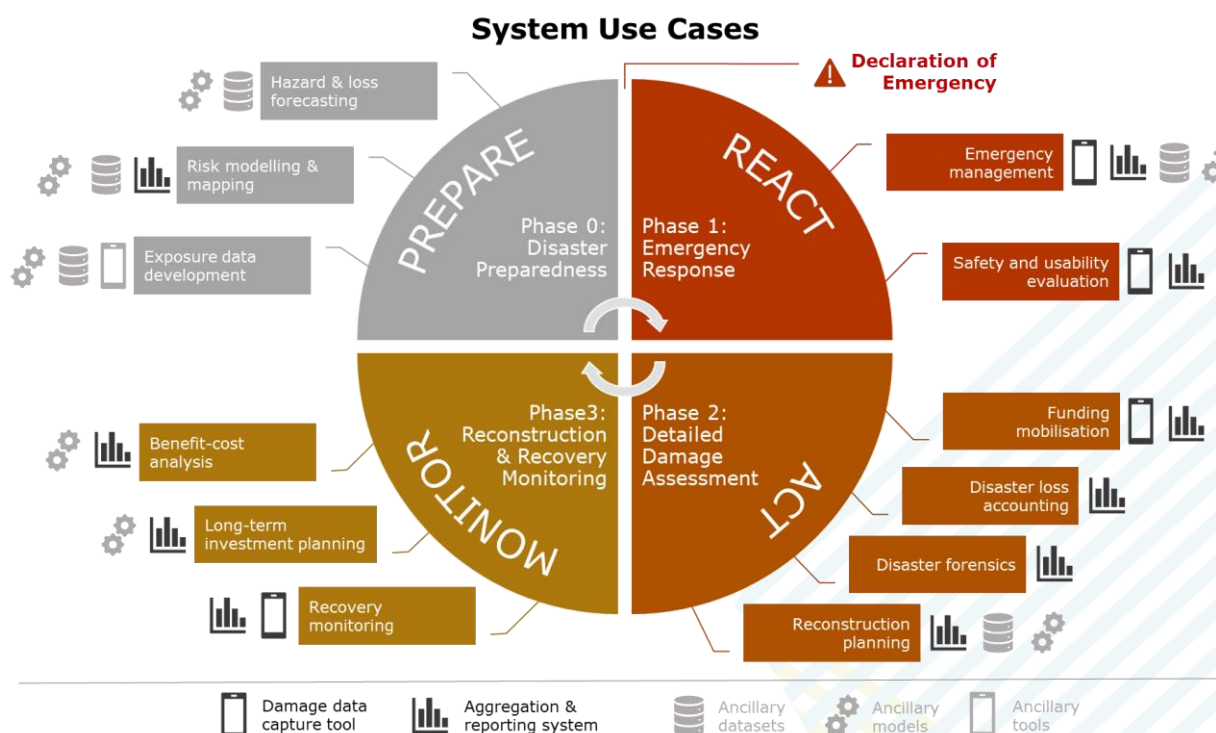 System Use Cases
Declaration of
Emergency
Hazard & loss
forecasting
Risk modelling &
mapping
Exposure data
development
PREPARE
Phase 0:
Disaster
Preparedness
REACT
Phase 1:
Emergency
Response
Emergency
management
Safety and usability
evaluation
Benefit-cost
analysis
Long-term
investment planning
Recovery
monitoring
MONITOR
Phase3:
Reconstruction
& Recovery
Monitoring
ACT
Phase 2:
Detailed
Damage
Assessment
Funding
mobilisation
Disaster loss
accounting
Disaster forensics
Reconstruction
planning
Damage data
capture tool
Aggregation &
reporting system
Ancillary
datasets
Ancillary
models
Ancillary
tools